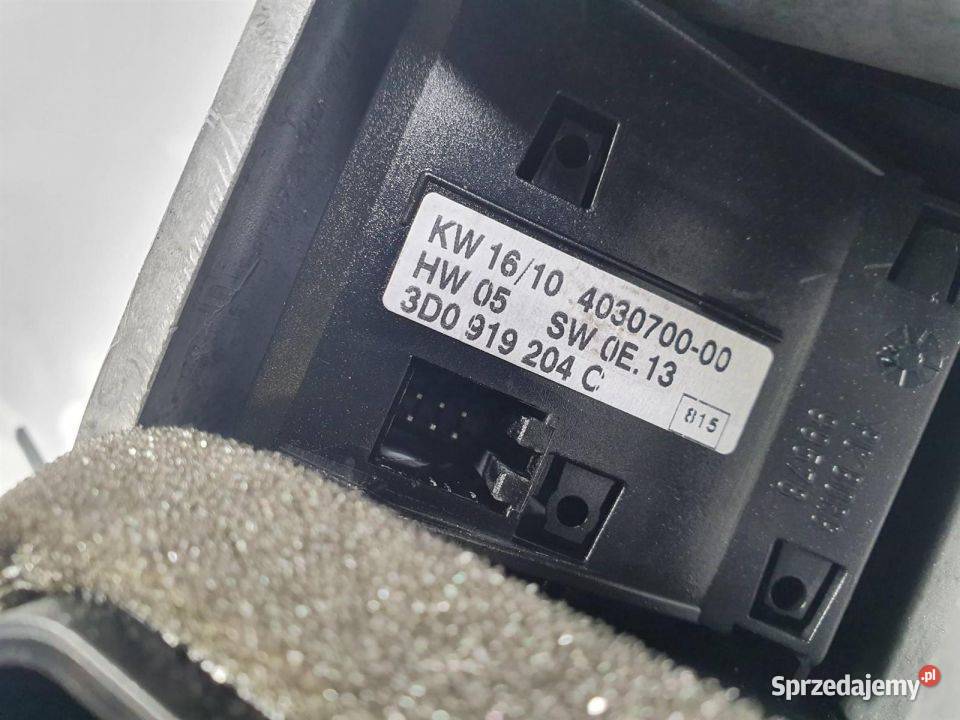 KW 16/10 4030700-00
HW 05 SW 0E.13
3D0 919 204 C
815
Sprzedajemy.pl